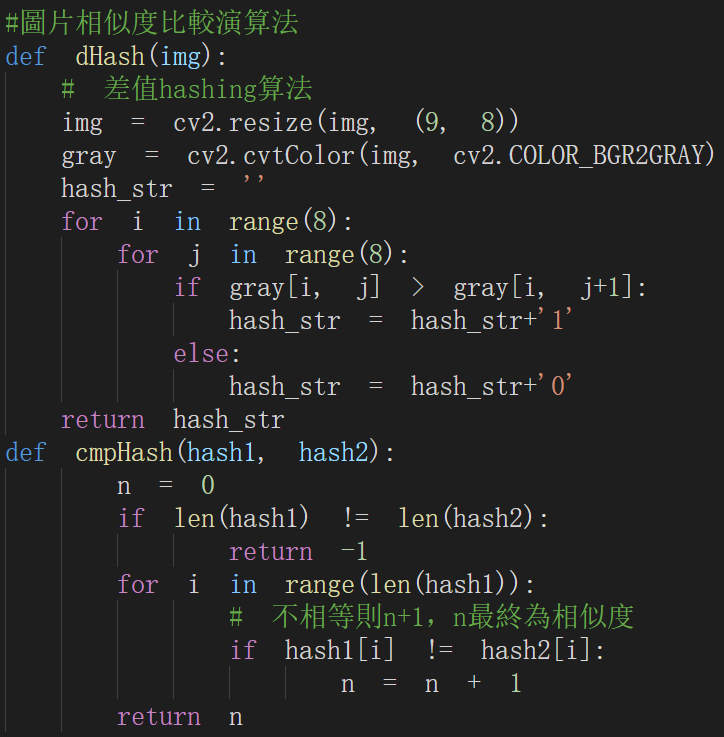 #圖片相似度比較演算法
def dHash(img):
    # 差值hashing算法
    img = cv2.resize(img, (9, 8))
    gray = cv2.cvtColor(img, cv2.COLOR_BGR2GRAY)
    hash_str = ''
    for i in range(8):
        for j in range(8):
            if gray[i, j] > gray[i, j+1]:
                hash_str = hash_str+'1'
            else:
                hash_str = hash_str+'0'
    return hash_str
def cmpHash(hash1, hash2):
        n = 0
        if len(hash1) != len(hash2):
                return -1
        for i in range(len(hash1)):
                # 不相等則n+1，n最終為相似度
                if hash1[i] != hash2[i]:
                        n = n + 1
        return n